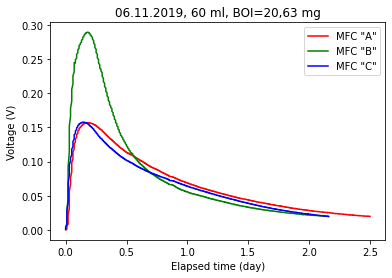 06.11.2019, 60 ml, BOI=20,63 mg
MFC "A"
MFC "B"
MFC "C"
Voltage (V)
0.30
0.25
0.20
0.15
0.10
0.05
0.00
0.0 0.5 1.0 1.5 2.0 2.5
Elapsed time (day)